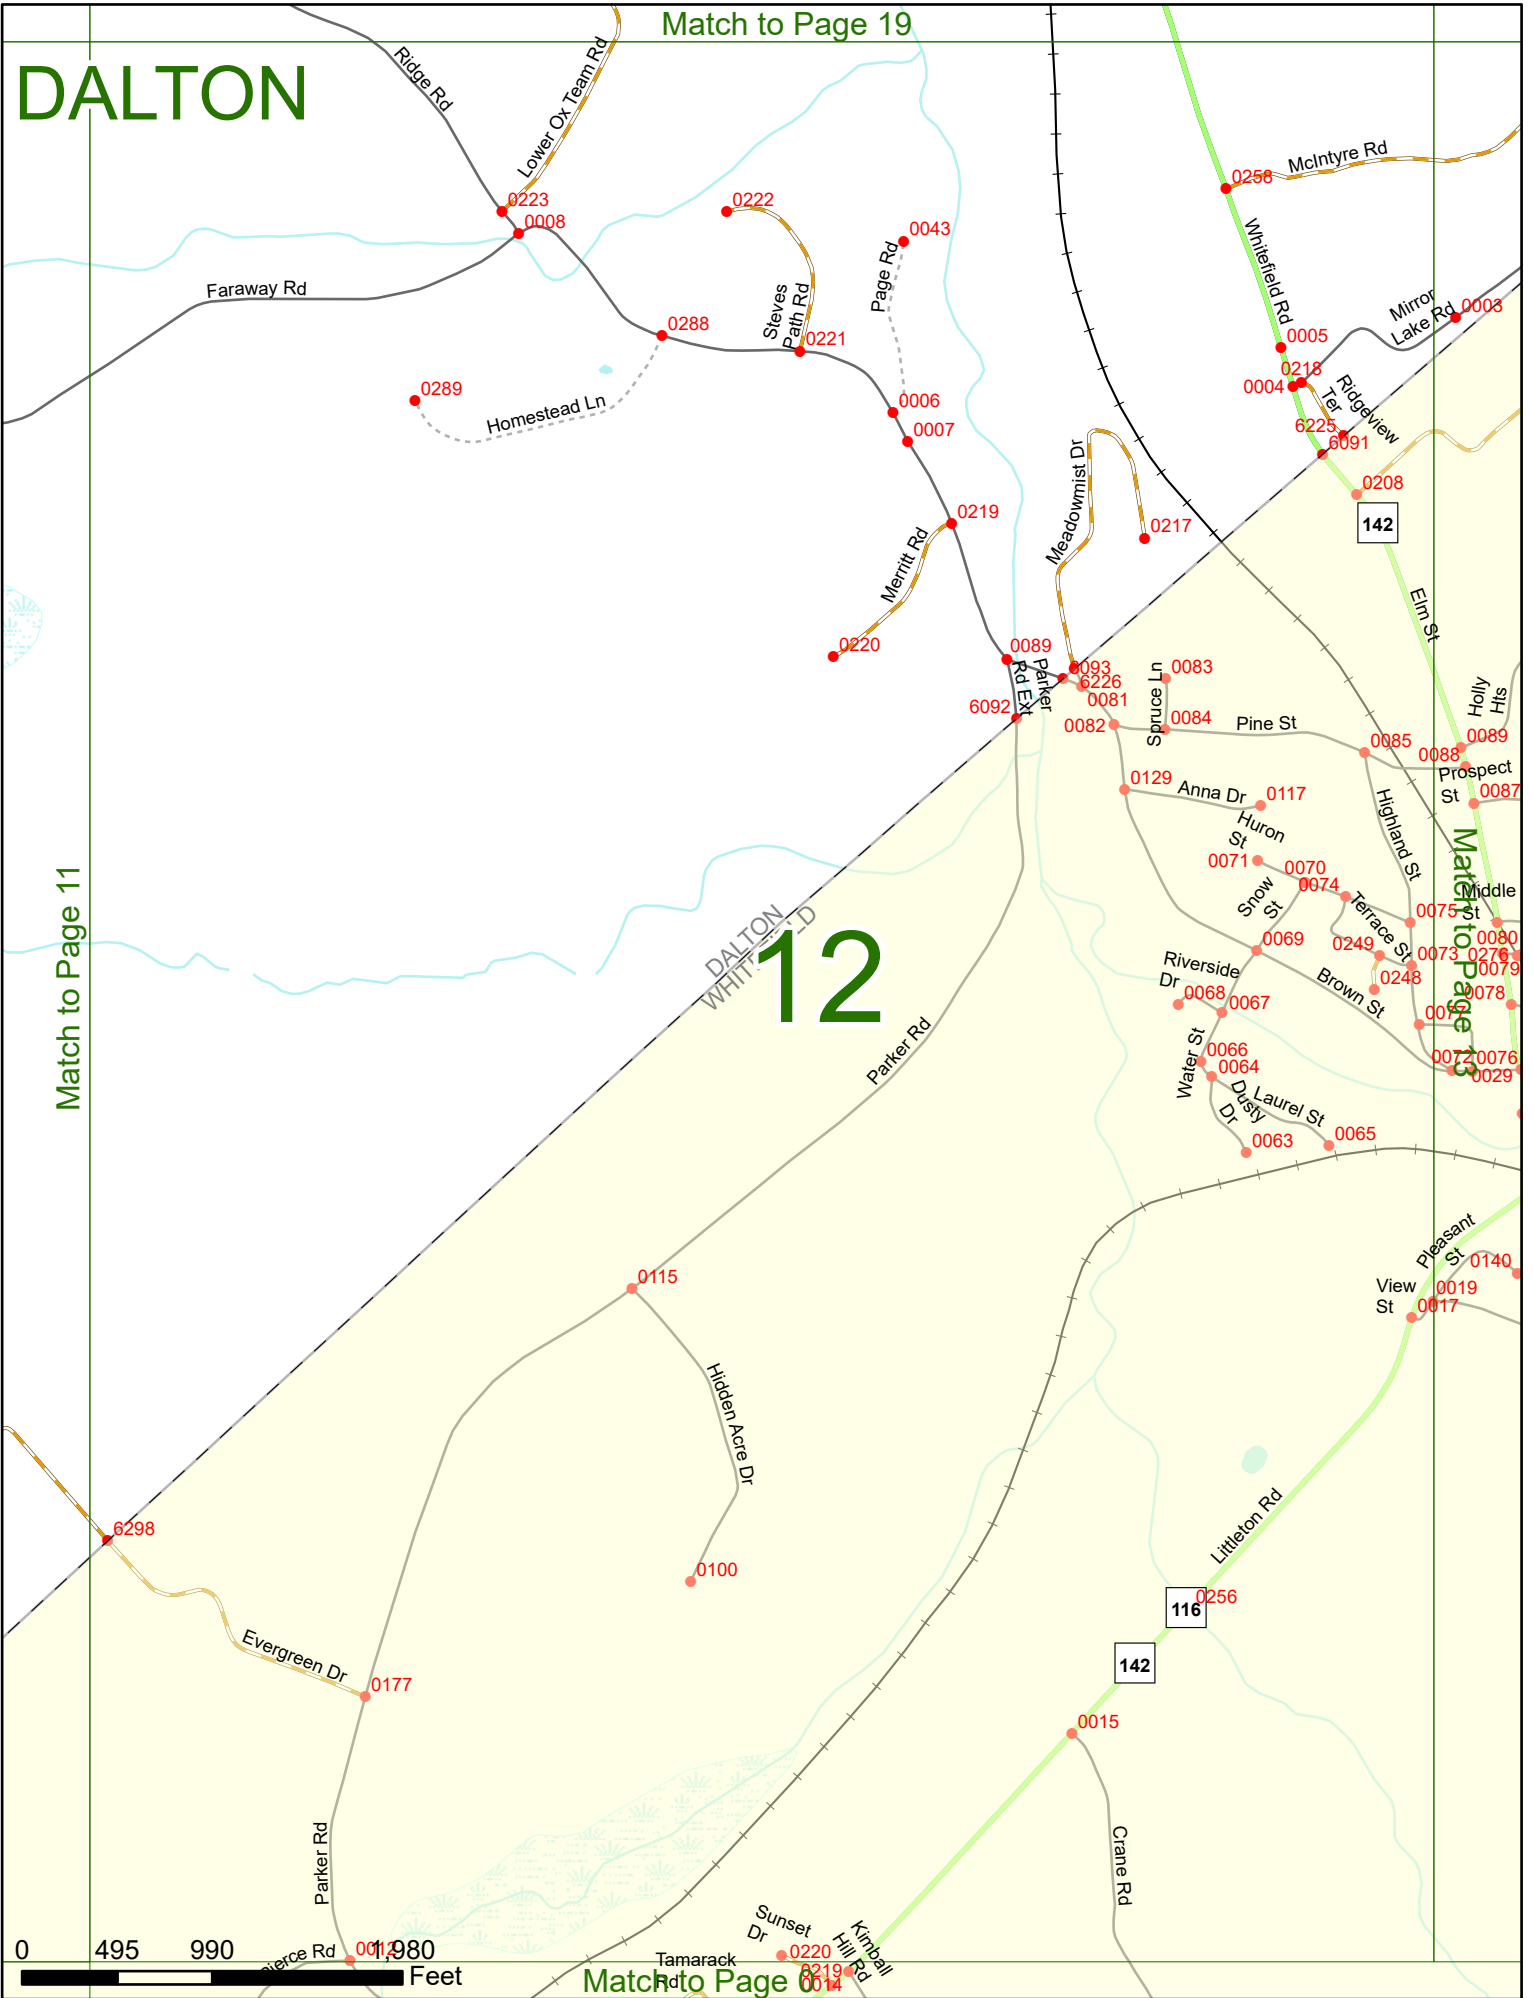 Match to Page 19
DALTON
Ridge Rd
Lower Ox Team Rd
McIntyre Rd
0258
0223
0008
0222
0043
Page Rd
Whitefield Rd
Faraway Rd
Steves
Path Rd
Mirror
Lake Rd
0003
0288
0221
0005
0218
0004
Ridgeview
Ter
0289
Homestead Ln
0006
0007
6225
6091
0208
142
0219
Meadowmist Dr
0217
Merritt Rd
Elm St
0220
0089
Parker
Rd Ext
6093
6226
0081
0083
Spruce Ln
Holly
Hts
6092
0082
0084
Pine St
0085
0088
0089
Prospect
St
0087
0129
Anna Dr
0117
Huron
St
Highland St
0071
0070
0074
Match to Page 11
Match to Page 13
Snow
St
Terrace St
0075
Middle
St
DALTON
WHITEFIELD
12
0069
0249
0073
0080
0276
0079
Riverside
Dr
0248
0068
0067
Brown St
0078
0077
Parker Rd
Water St
0066
0064
0072
0076
0029
Dusty
Dr
Laurel St
0063
0065
Pleasant
St
0140
0115
View
St
0019
0017
Hidden Acre Dr
Littleton Rd
6298
0100
0256
116
Evergreen Dr
142
0177
0015
Parker Rd
Crane Rd
Sunset
Dr
Kimball
Hill Rd
0 495 990 1,980
Feet
0012
Pierce Rd
Tamarack
Rd
0220
0219
0014
Match to Page 0